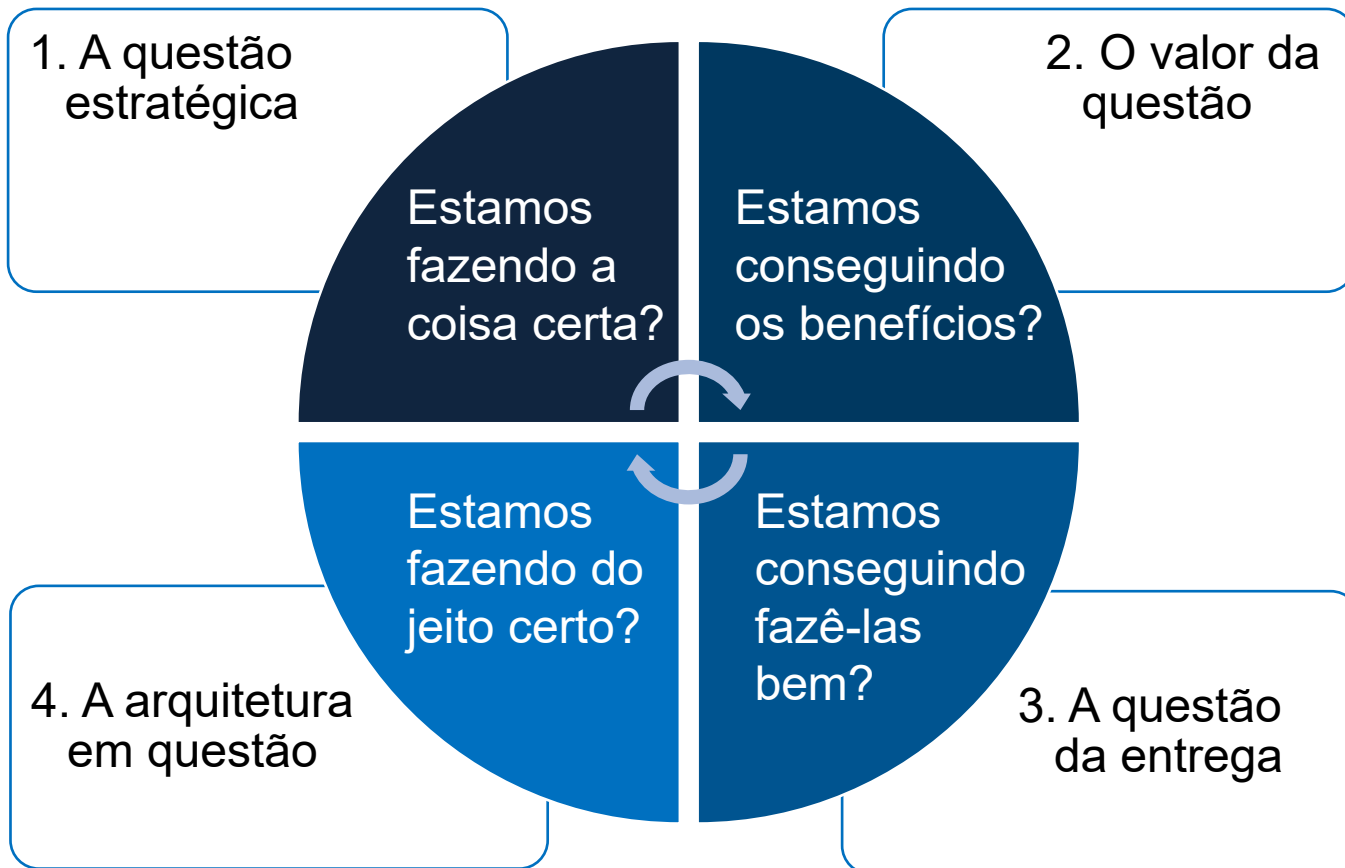 1. A questão
estratégica
2. O valor da
questão
Estamos
fazendo a
coisa certa?
Estamos
conseguindo
os benefícios?
Estamos
fazendo do
jeito certo?
Estamos
conseguindo
fazê-las
bem?
4. A arquitetura
em questão
3. A questão
da entrega